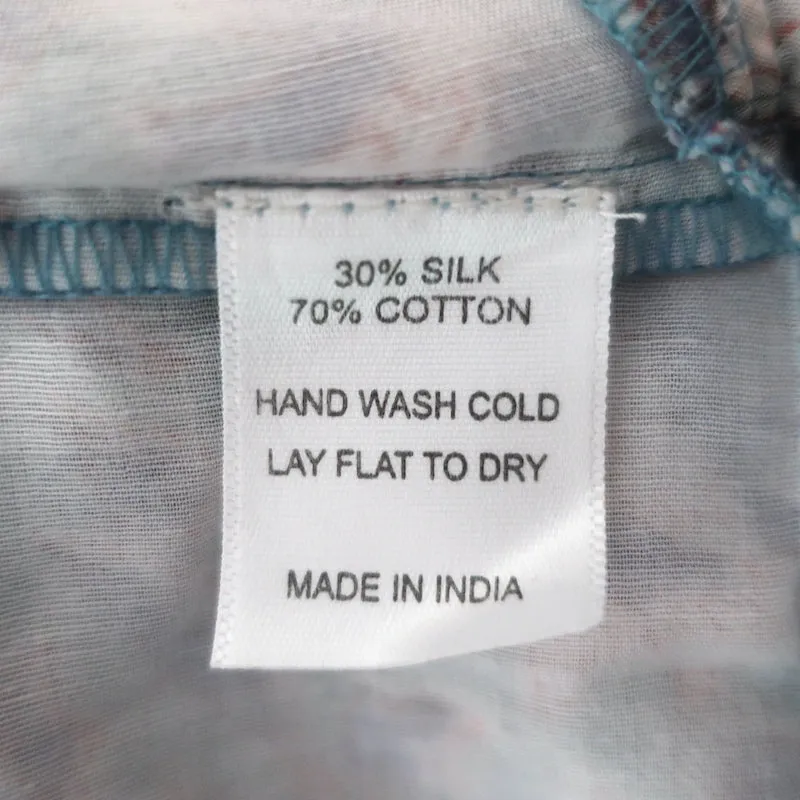 30% SILK
70% COTTON
HAND WASH COLD
LAY FLAT TO DRY
MADE IN INDIA